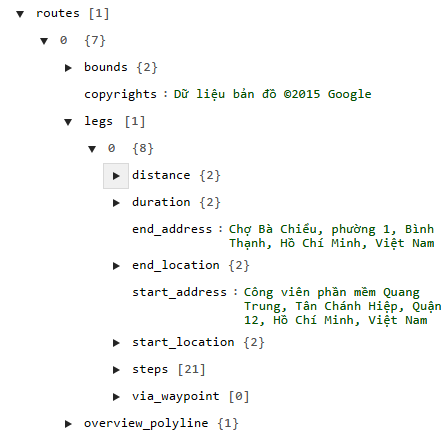 routes [1]
0 {7}
bounds {2}
copyrights : Dữ liệu bản đồ ©2015 Google
legs [1]
0 {8}
distance {2}
duration {2}
end_address : Chợ Bà Chiểu, phường 1, Bình
Thạnh, Hồ Chí Minh, Việt Nam
end_location {2}
start_address : Công viên phần mềm Quang
Trung, Tân Chánh Hiệp, Quận
12, Hồ Chí Minh, Việt Nam
start_location {2}
steps [21]
via_waypoint [0]
overview_polyline {1}